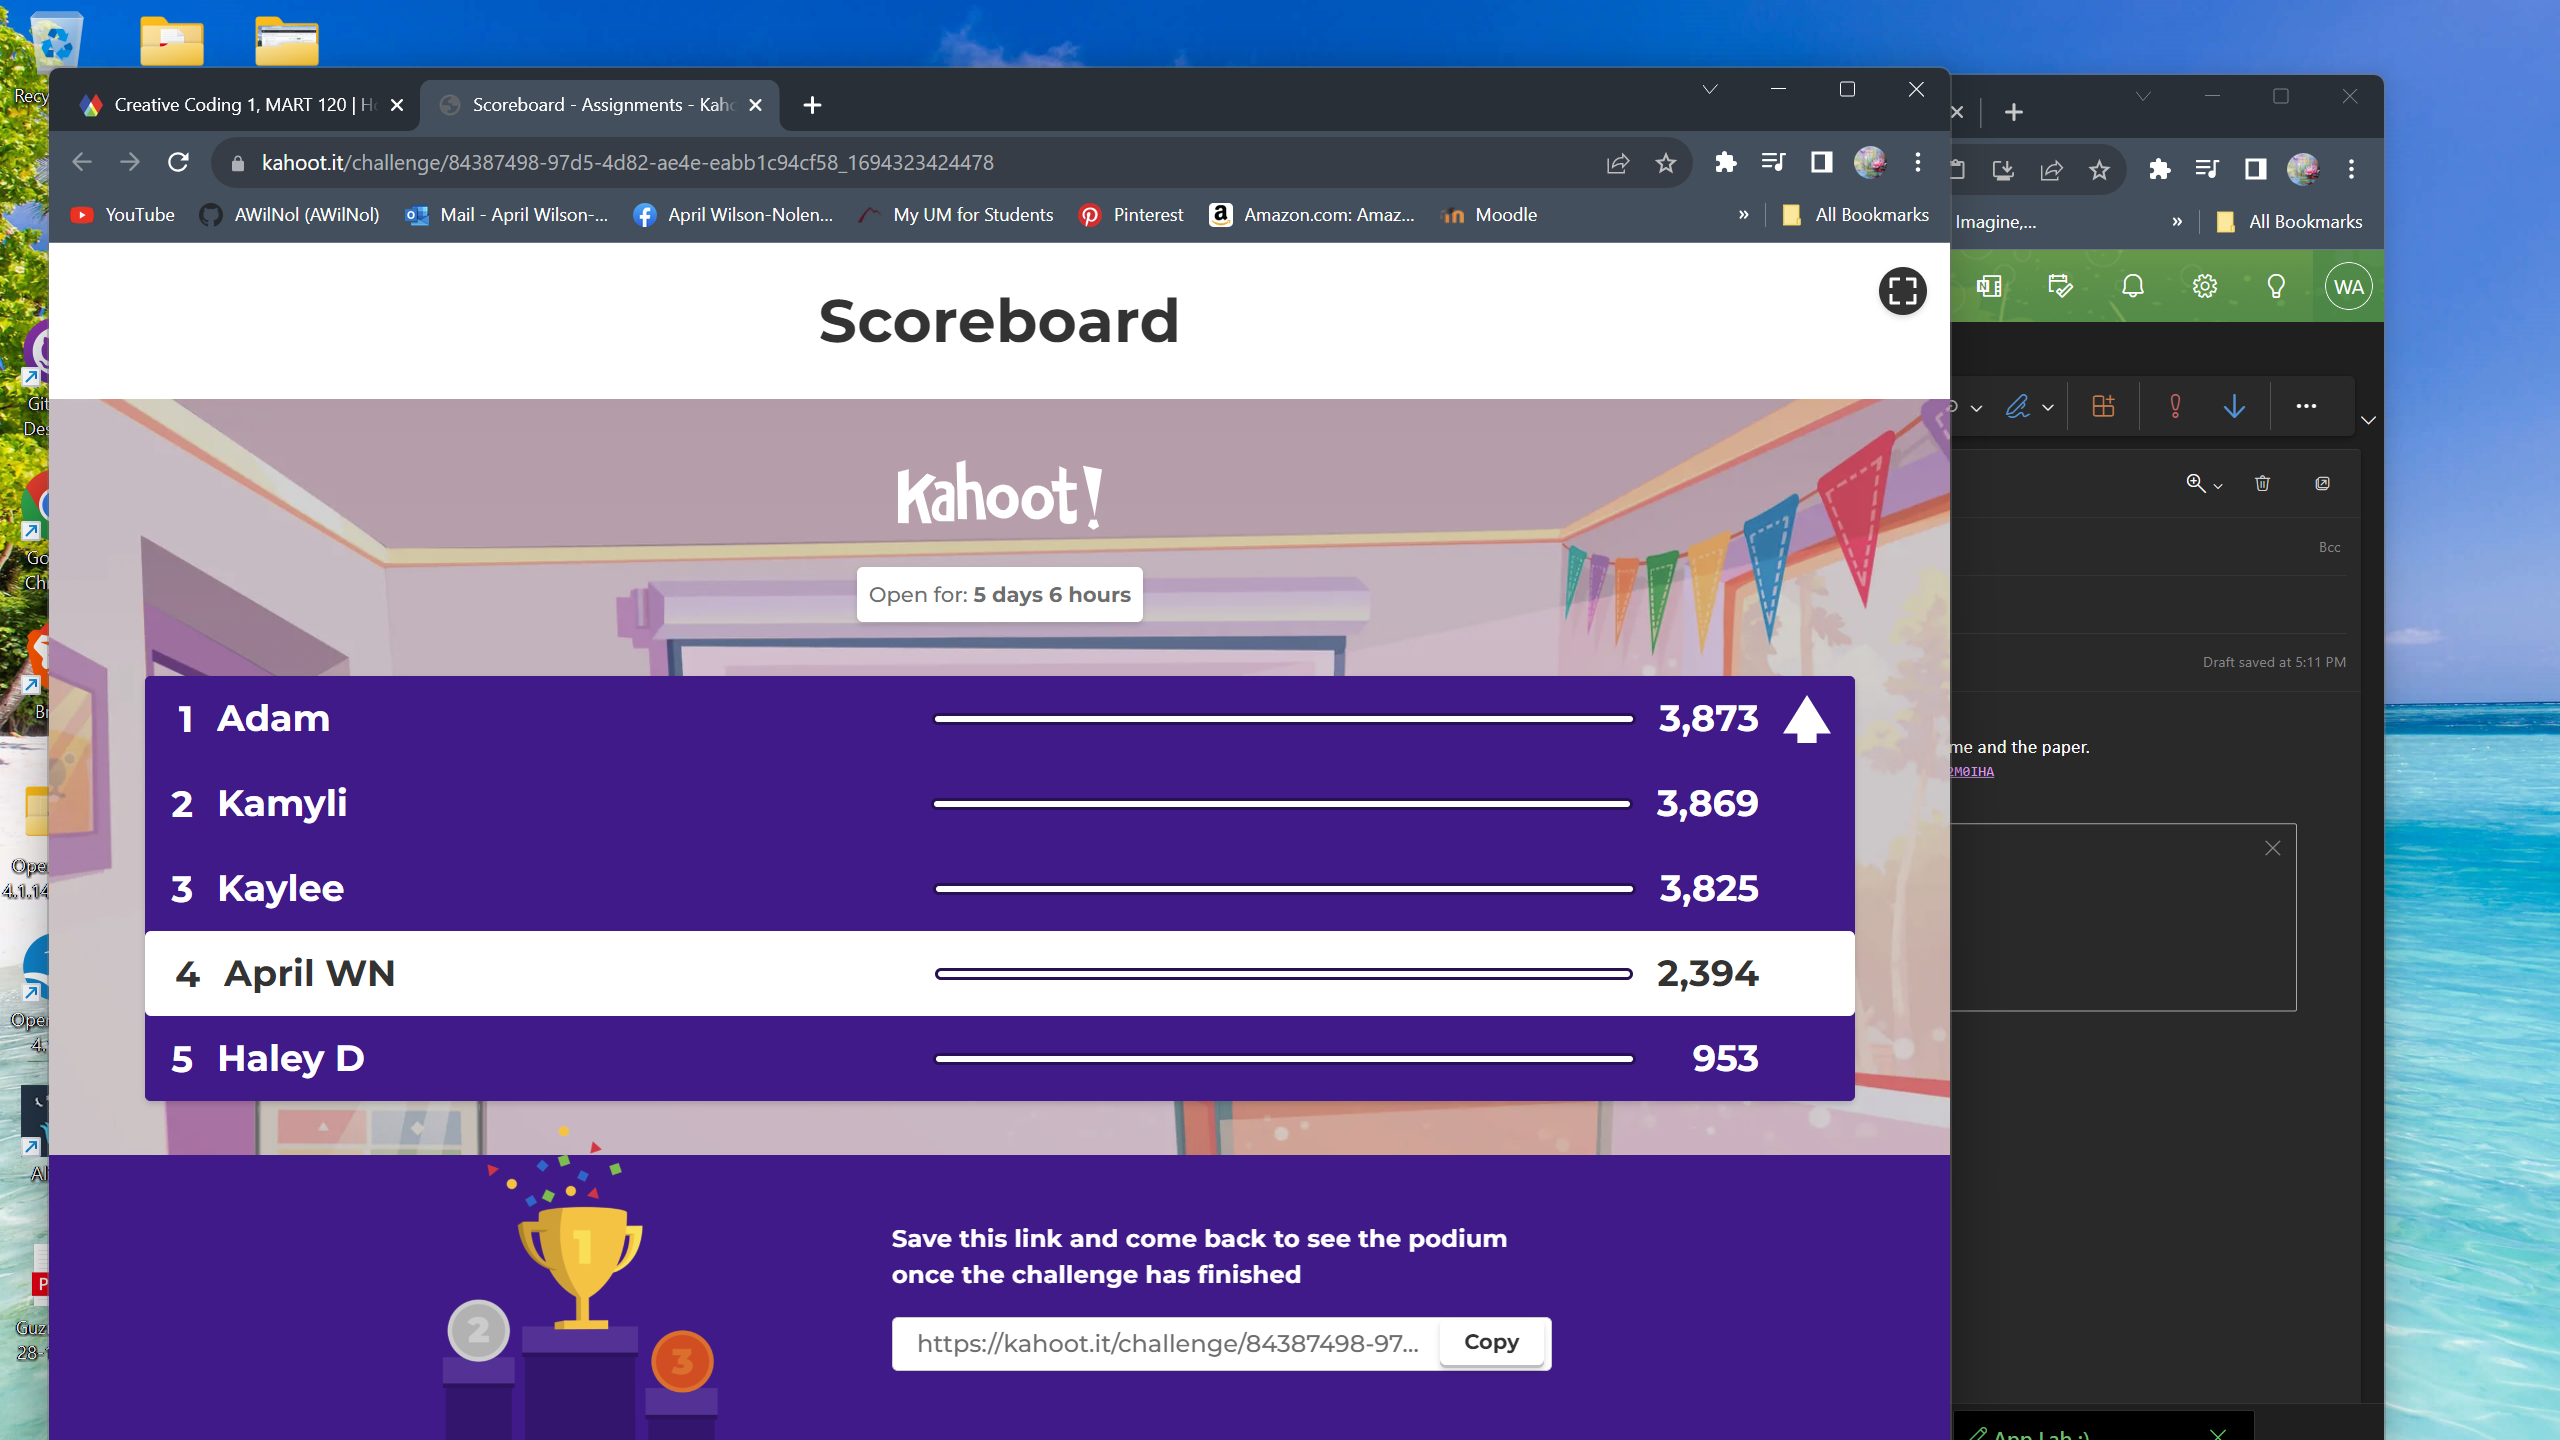 Recy
Creative Coding 1, MART 120 | Ho
Scoreboard - Assignments - Kaho
kahoot.it/challenge/84387498-97d5-4d82-ae4e-eabb1c94cf58_1694323424478
YouTube
AWilNol (AWilNol)
Mail - April Wilson-...
April Wilson-Nolen...
My UM for Students
Pinterest
Amazon.com: Amaz...
Moodle
»
All Bookmarks
Imagine,...
»
All Bookmarks
WA
Scoreboard
Kahoot!
Open for: 5 days 6 hours
1 Adam 3,873
2 Kamyli 3,869
3 Kaylee 3,825
4 April WN 2,394
5 Haley D 953
1
2
3
Save this link and come back to see the podium
once the challenge has finished
https://kahoot.it/challenge/84387498-97...
Copy
Bcc
Draft saved at 5:11 PM
me and the paper.
2M0IHA
App Lab :)
Git
Des
Go
Ch
Br
Ope
4.1.14
Ope
4.
Al
Guz
28-